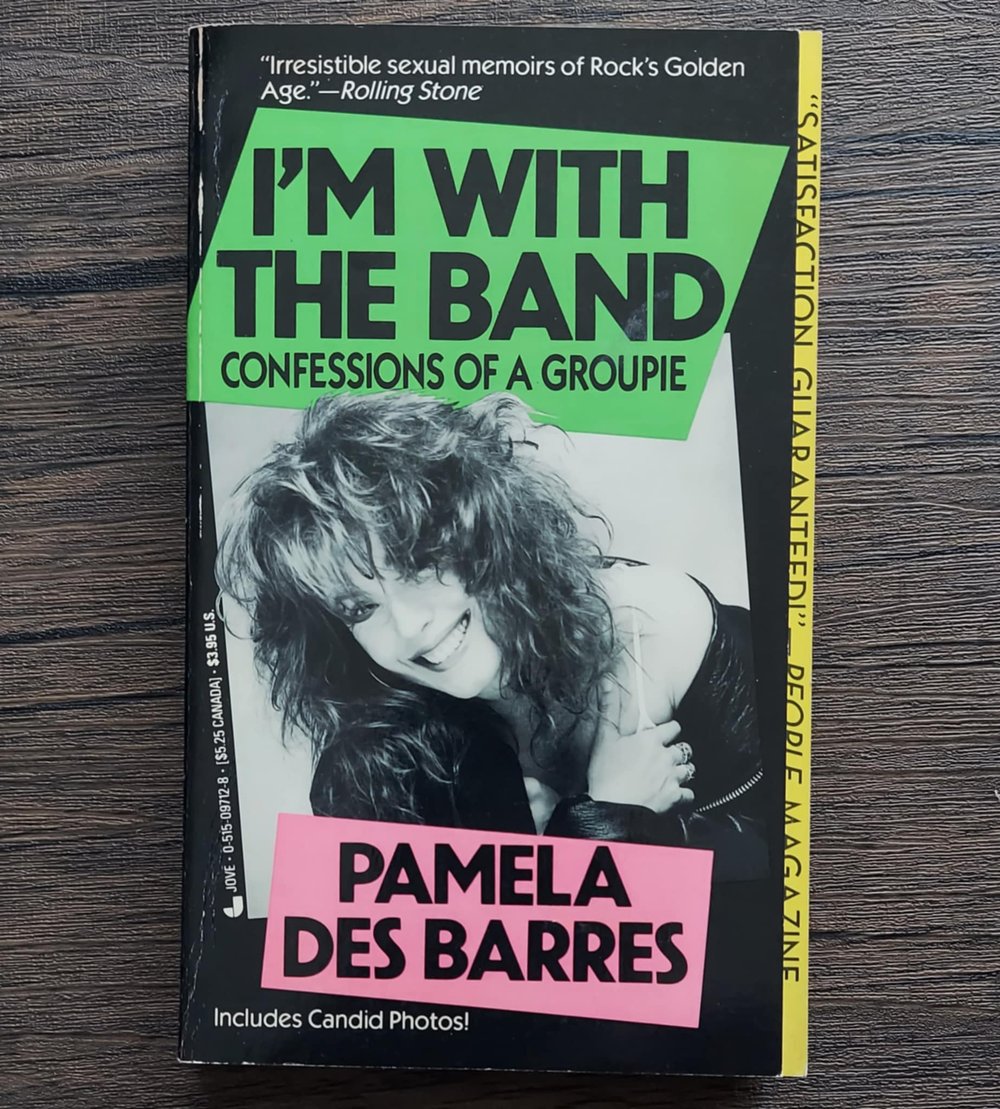 “Irresistible sexual memoirs of Rock’s Golden
Age.”—Rolling Stone
I’M WITH
THE BAND
CONFESSIONS OF A GROUPIE
JOVE • 0-515-09712-8 • [$5.25 CANADA] • $3.95 U.S.
PAMELA
DES BARRES
Includes Candid Photos!
“SATISFACTION GUARANTEED!”—PEOPLE MAGAZINE